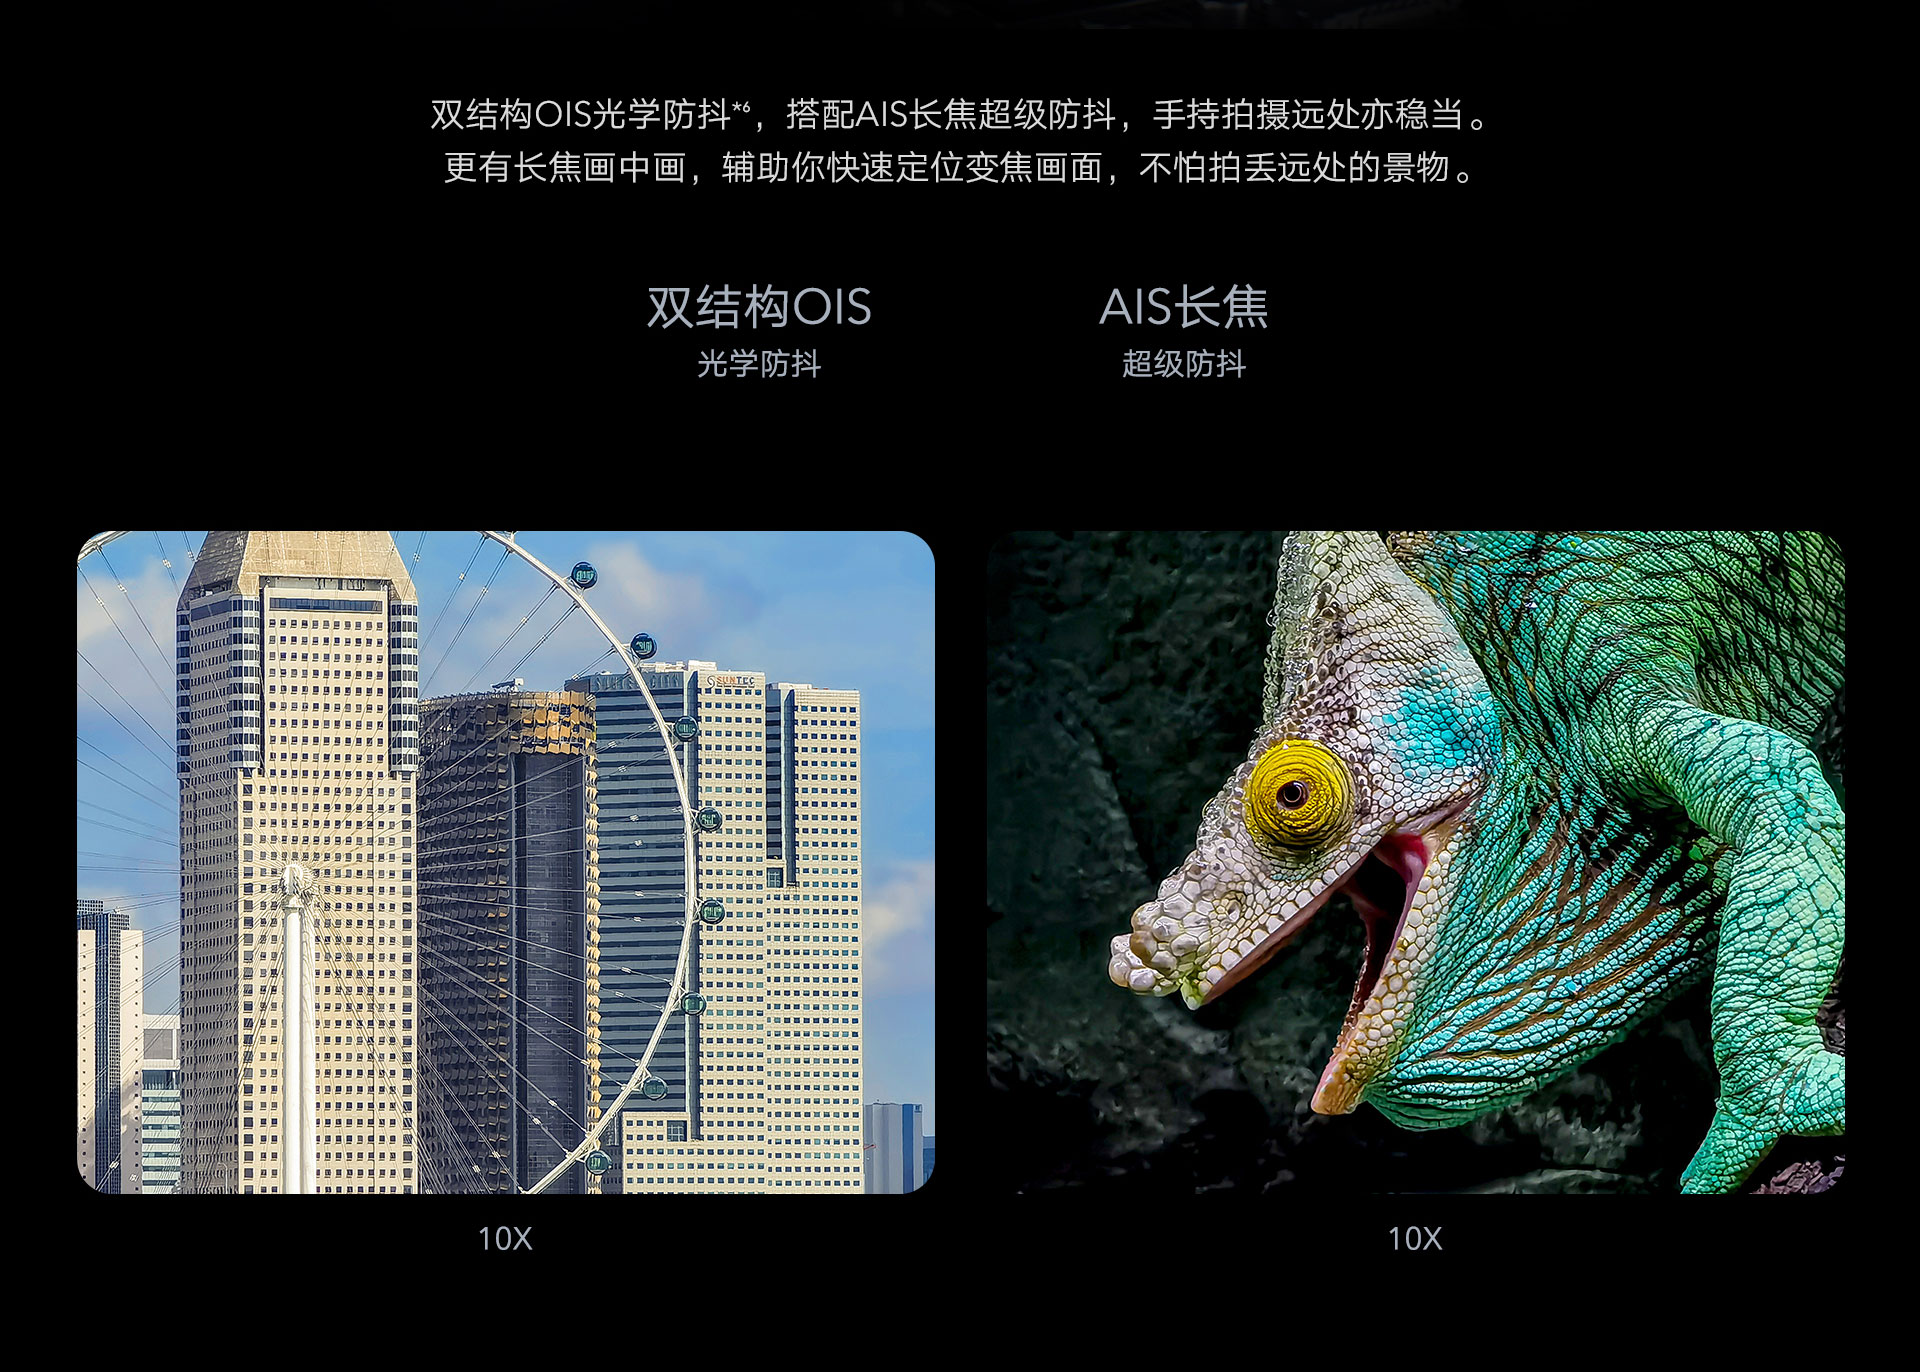 双结构OIS光学防抖*⁶，搭配AIS长焦超级防抖，手持拍摄远处亦稳当。
更有长焦画中画，辅助你快速定位变焦画面，不怕拍丢远处的景物。
双结构OIS
光学防抖
AIS长焦
超级防抖
SUNTEC CITY
SUNTEC
10X
10X